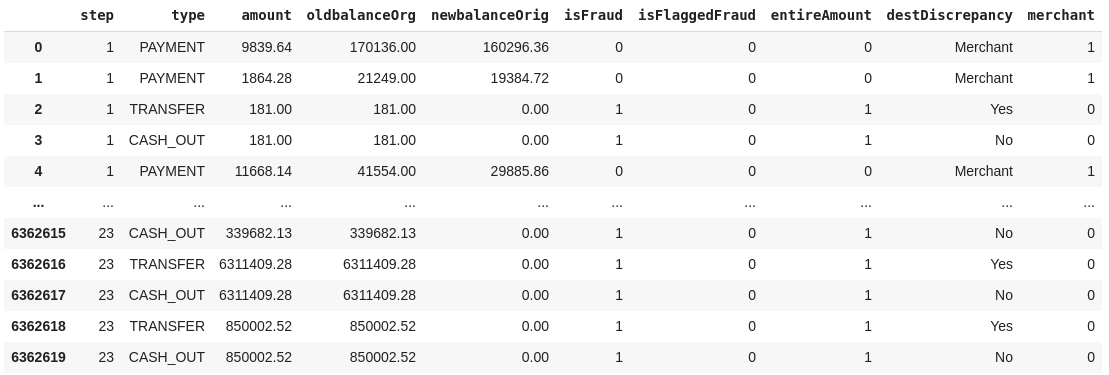 step type amount oldbalanceOrg newbalanceOrig isFraud isFlaggedFraud entireAmount destDiscrepancy merchant
0 1 PAYMENT 9839.64 170136.00 160296.36 0 0 0 Merchant 1
1 1 PAYMENT 1864.28 21249.00 19384.72 0 0 0 Merchant 1
2 1 TRANSFER 181.00 181.00 0.00 1 0 1 Yes 0
3 1 CASH_OUT 181.00 181.00 0.00 1 0 1 No 0
4 1 PAYMENT 11668.14 41554.00 29885.86 0 0 0 Merchant 1
... ... ... ... ... ... ... ... ... ... ...
6362615 23 CASH_OUT 339682.13 339682.13 0.00 1 0 1 No 0
6362616 23 TRANSFER 6311409.28 6311409.28 0.00 1 0 1 Yes 0
6362617 23 CASH_OUT 6311409.28 6311409.28 0.00 1 0 1 No 0
6362618 23 TRANSFER 850002.52 850002.52 0.00 1 0 1 Yes 0
6362619 23 CASH_OUT 850002.52 850002.52 0.00 1 0 1 No 0